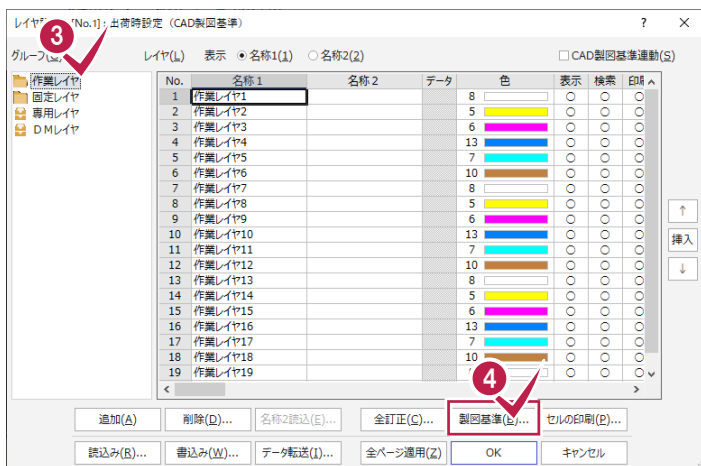 レイヤ [No.1]:出荷時設定（CAD製図基準） ? ×
3
グループ レイヤ(L) 表示 名称1(1) 名称2(2) CAD製図基準連動(S)
作業レイヤ
固定レイヤ
専用レイヤ
ＤＭレイヤ
No. 名称 1 名称 2 データ 色 表示 検索 印刷
1 作業レイヤ1 8 ○ ○ ○
2 作業レイヤ2 5 ○ ○ ○
3 作業レイヤ3 6 ○ ○ ○
4 作業レイヤ4 13 ○ ○ ○
5 作業レイヤ5 7 ○ ○ ○
6 作業レイヤ6 10 ○ ○ ○
7 作業レイヤ7 8 ○ ○ ○
8 作業レイヤ8 5 ○ ○ ○
9 作業レイヤ9 6 ○ ○ ○
10 作業レイヤ10 13 ○ ○ ○
11 作業レイヤ11 7 ○ ○ ○
12 作業レイヤ12 10 ○ ○ ○
13 作業レイヤ13 8 ○ ○ ○
14 作業レイヤ14 5 ○ ○ ○
15 作業レイヤ15 6 ○ ○ ○
16 作業レイヤ16 13 ○ ○ ○
17 作業レイヤ17 7 ○ ○ ○
18 作業レイヤ18 10 ○ ○ ○
19 作業レイヤ19 ○ ○ ○
↑
挿入
↓
4
追加(A) 削除(D)... 名称2読込(E)... 全訂正(C)... 製図基準(B)... セルの印刷(P)...
読込み(R)... 書込み(W)... データ転送(I)... 全ページ適用(Z) OK キャンセル